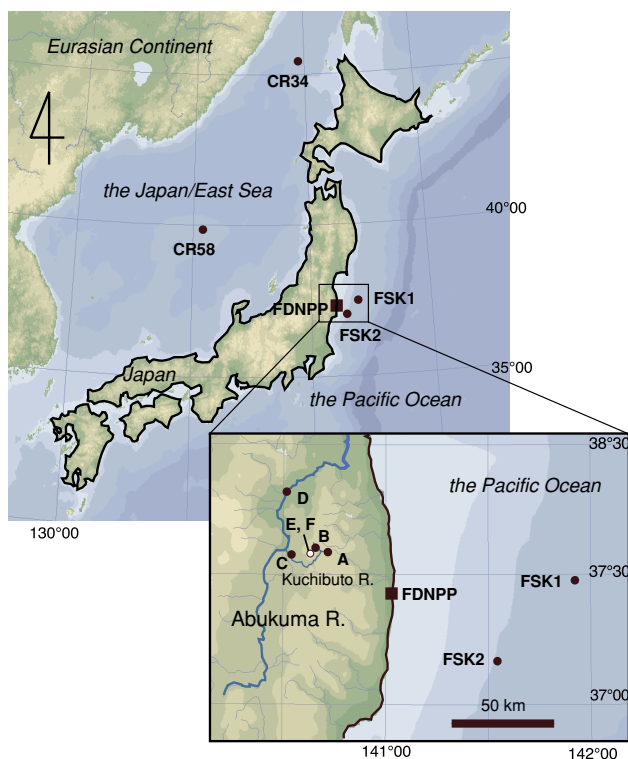 Eurasian Continent
CR34
the Japan/East Sea
40°00
CR58
FSK1
FDNPP
FSK2
35°00
Japan
the Pacific Ocean
130°00
38°30
the Pacific Ocean
D
E, F
B
A
C
Kuchibuto R.
37°30
FSK1
FDNPP
Abukuma R.
FSK2
37°00
50 km
141°00
142°00